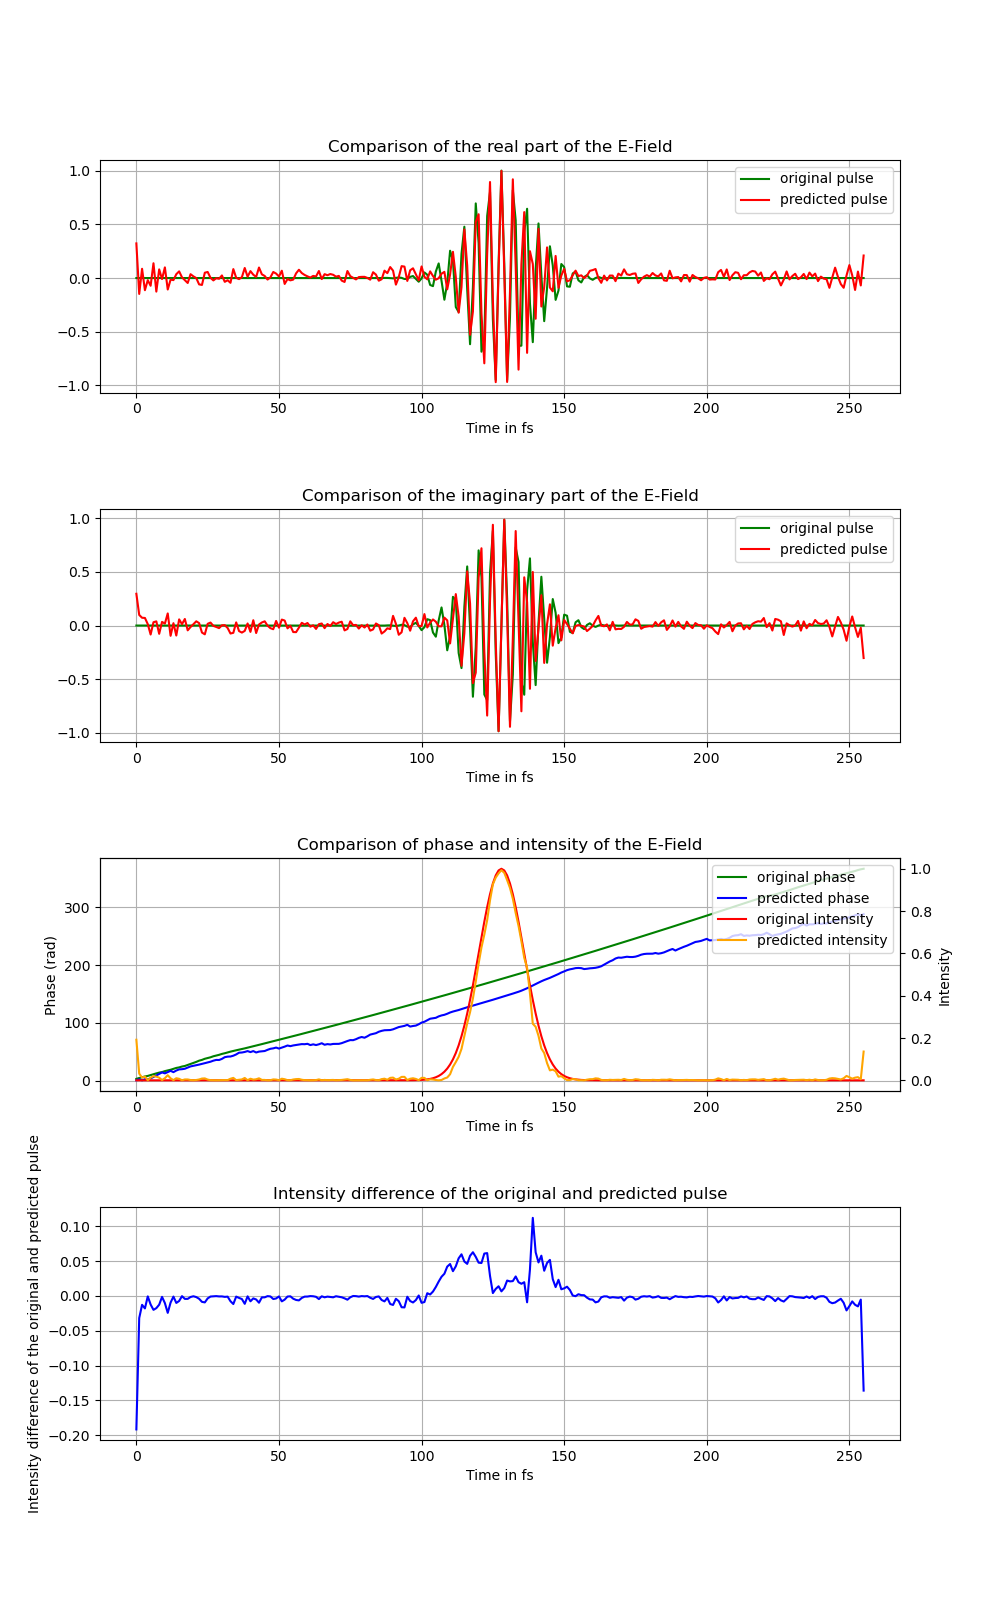 Comparison of the real part of the E-Field
1.0
0.5
0.0
−0.5
−1.0
original pulse
predicted pulse
0 50 100 150 200 250
Time in fs
Comparison of the imaginary part of the E-Field
1.0
0.5
0.0
−0.5
−1.0
original pulse
predicted pulse
0 50 100 150 200 250
Time in fs
Comparison of phase and intensity of the E-Field
Phase (rad)
300
200
100
0
original phase
predicted phase
original intensity
predicted intensity
1.0
0.8
0.6
0.4
0.2
0.0
Intensity
0 50 100 150 200 250
Time in fs
Intensity difference of the original and predicted pulse
Intensity difference of the original and predicted pulse
0.10
0.05
0.00
−0.05
−0.10
−0.15
−0.20
0 50 100 150 200 250
Time in fs